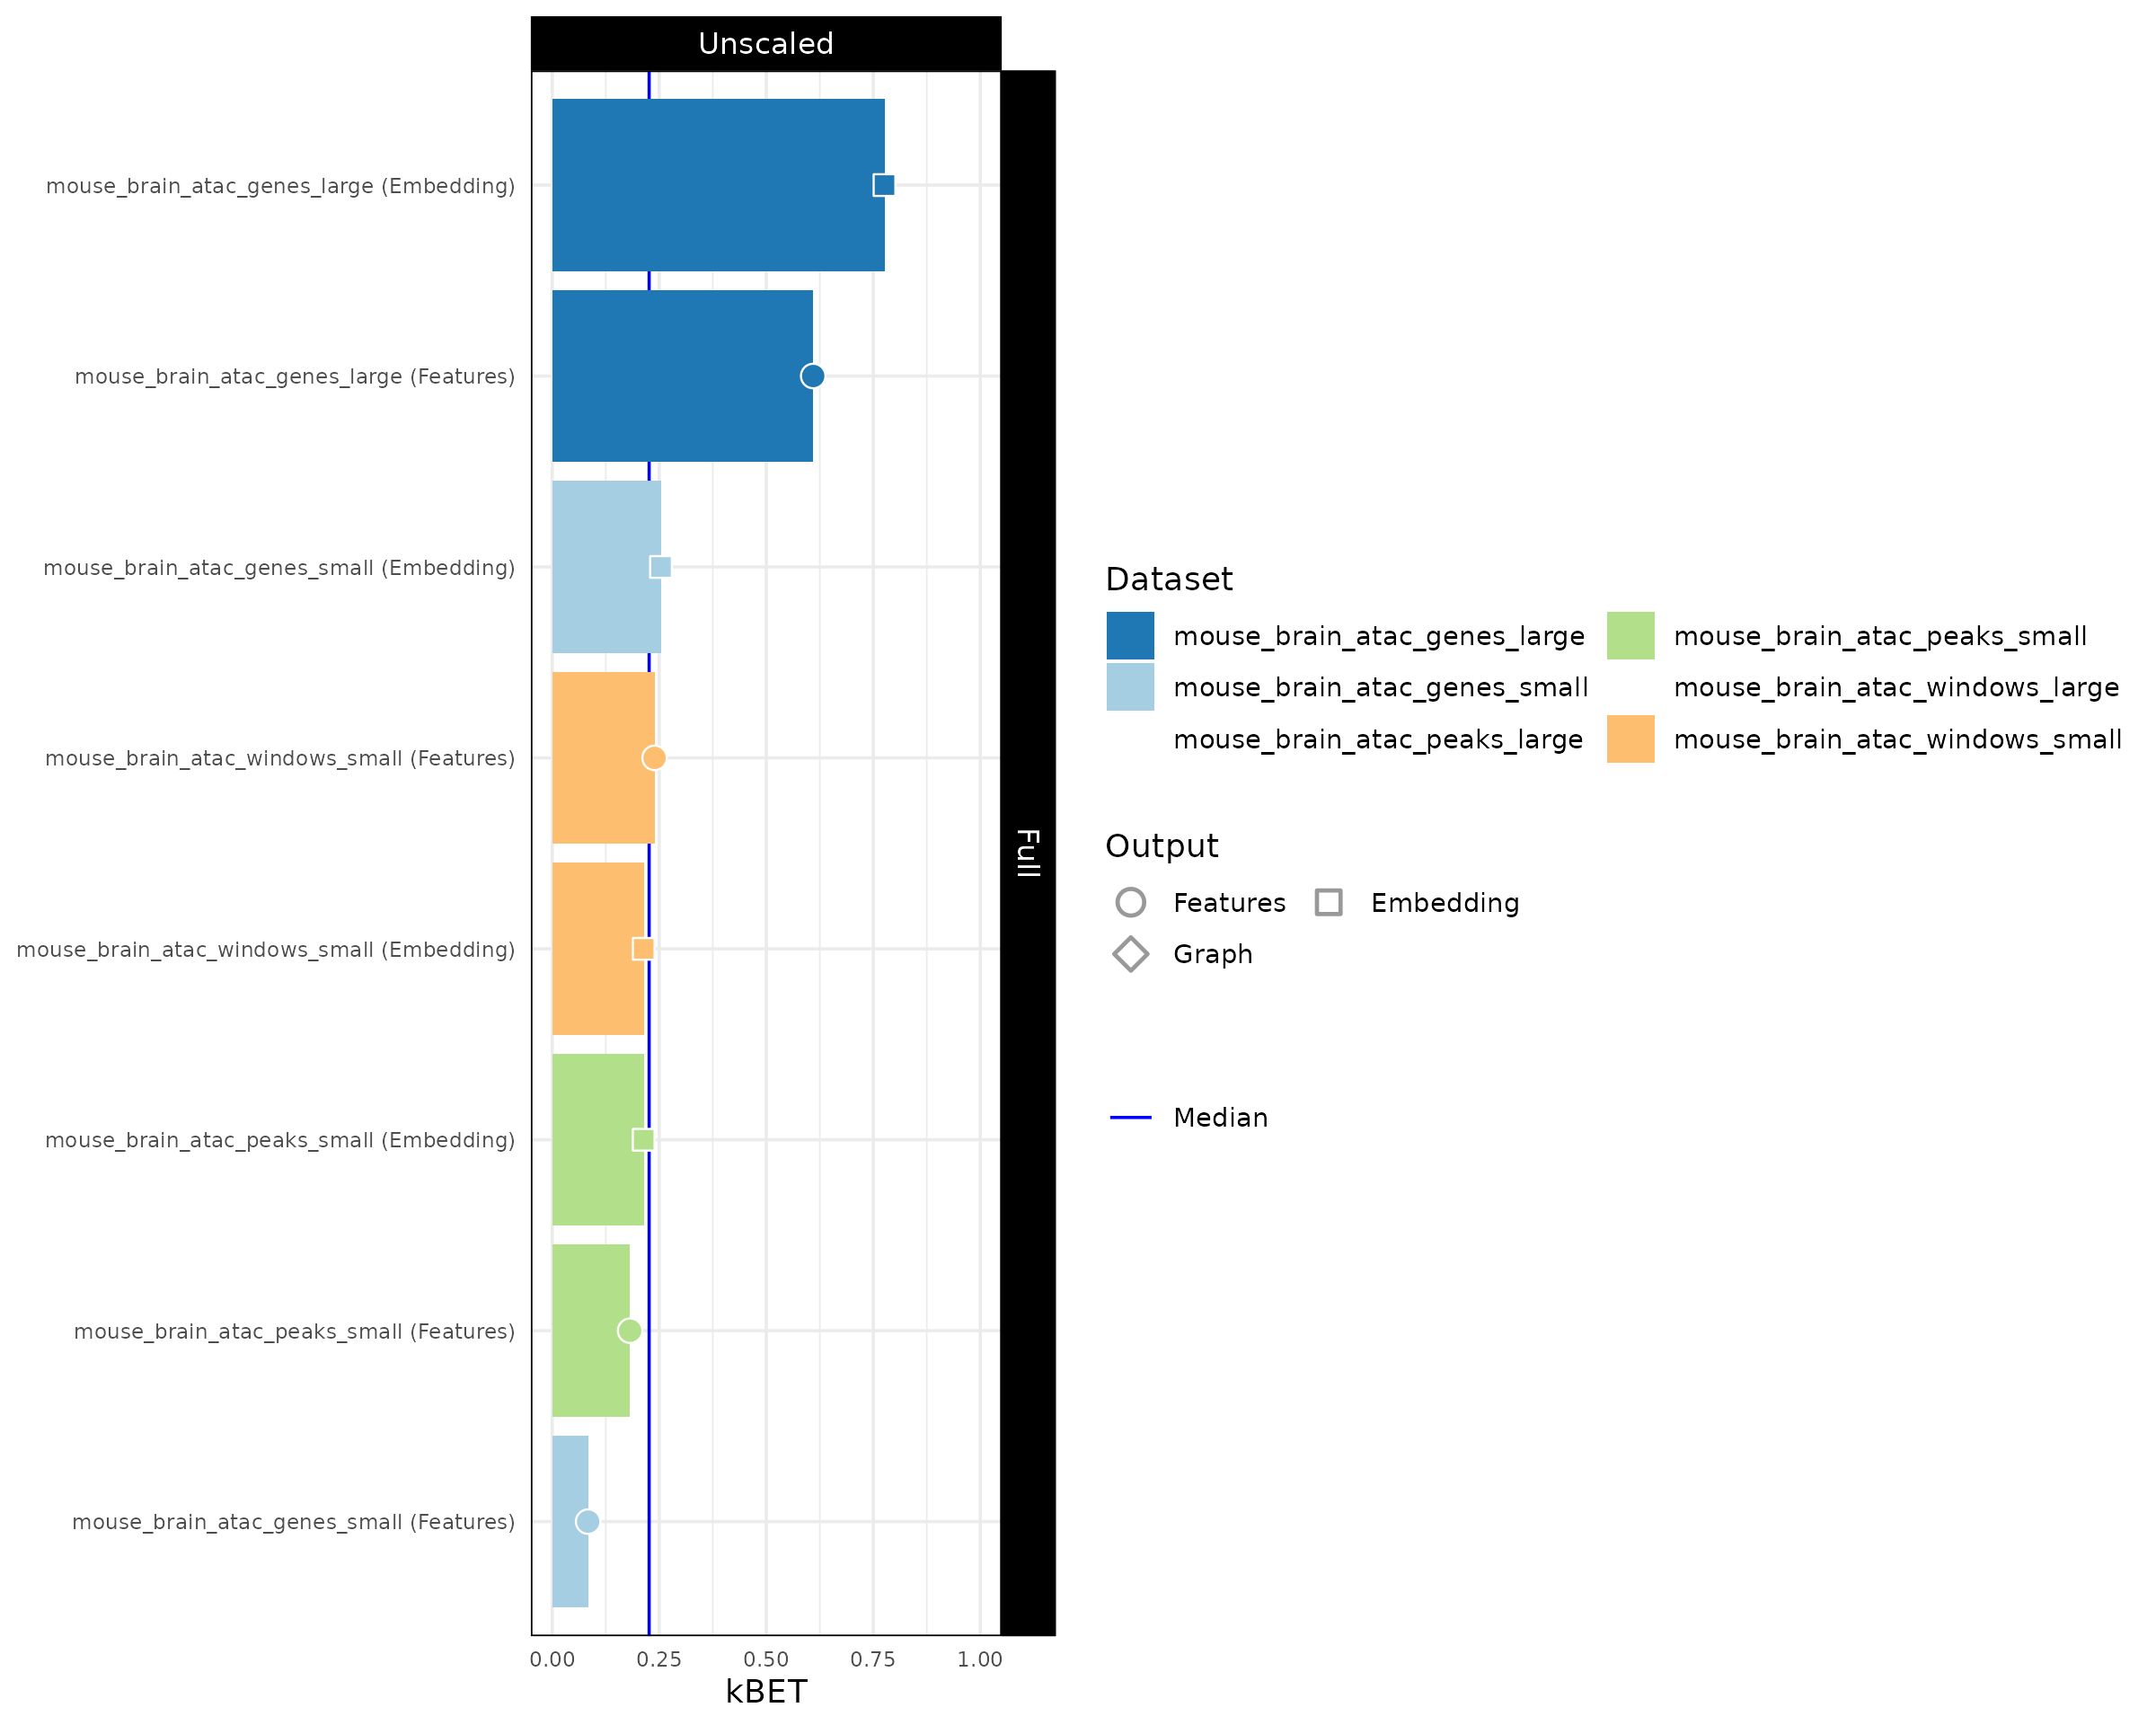 Unscaled
mouse_brain_atac_genes_large (Embedding)
mouse_brain_atac_genes_large (Features)
mouse_brain_atac_genes_small (Embedding)
mouse_brain_atac_windows_small (Features)
mouse_brain_atac_windows_small (Embedding)
mouse_brain_atac_peaks_small (Embedding)
mouse_brain_atac_peaks_small (Features)
mouse_brain_atac_genes_small (Features)
0.00 0.25 0.50 0.75 1.00
kBET
Full
Dataset
mouse_brain_atac_genes_large mouse_brain_atac_peaks_small
mouse_brain_atac_genes_small mouse_brain_atac_windows_large
mouse_brain_atac_peaks_large mouse_brain_atac_windows_small
Output
Features Embedding
Graph
Median